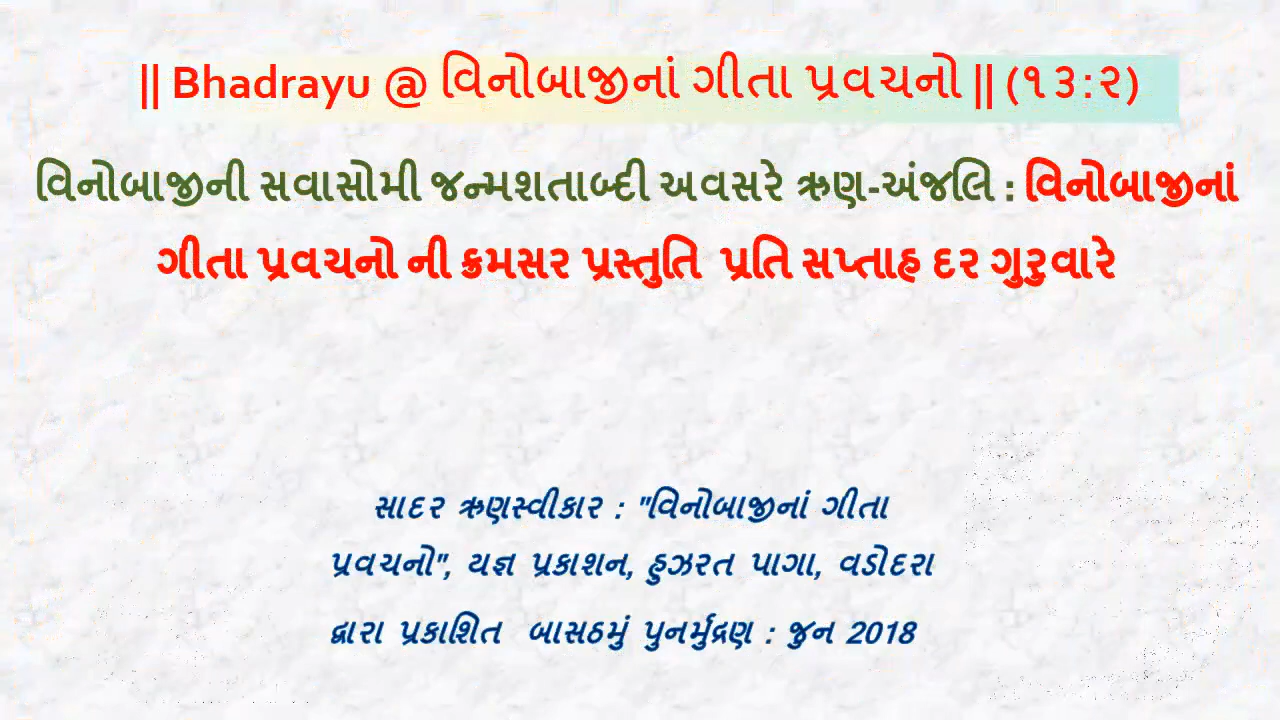 || Bhadrayu @ વિનોબાજીનાં ગીતા પ્રવચનો || (૧૩:૨)
વિનોબાજીની સવાસોમી જન્મશતાબ્દી અવસરે ઋણ-અંજલિ : વિનોબાજીનાં
ગીતા પ્રવચનો ની ક્રમસર પ્રસ્તુતિ પ્રતિ સપ્તાહ દર ગુરુવારે
સાદર ઋણસ્વીકાર : "વિનોબાજીનાં ગીતા
પ્રવચનો", યજ્ઞ પ્રકાશન, હુઝરત પાગા, વડોદરા
દ્વારા પ્રકાશિત બાસઠમું પુનર્મુદ્રણ : જુન 2018